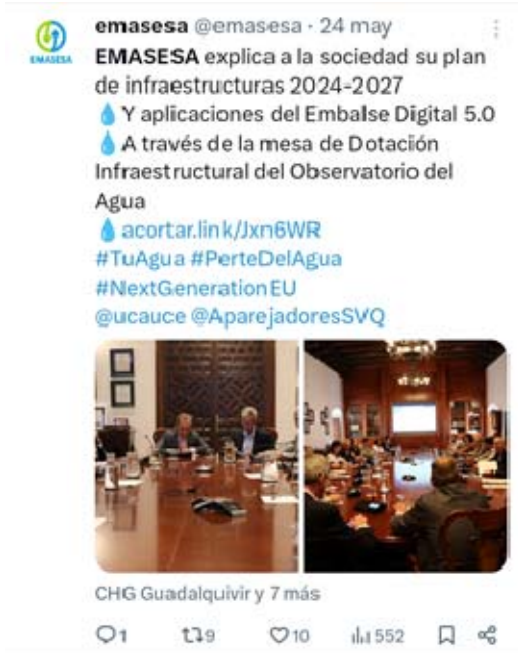 emasesa @emasesa · 24 may
EMASESA
EMASESA explica a la sociedad su plan
de infraestructuras 2024-2027
💧Y aplicaciones del Embalse Digital 5.0
💧A través de la mesa de Dotación
Infraestructural del Observatorio del
Agua
💧acortar.link/Jxn6WR
#TuAgua #PerteDelAgua
#NextGenerationEU
@ucauce @AparejadoresSVQ
CHG Guadalquivir y 7 más
1 9 10 552